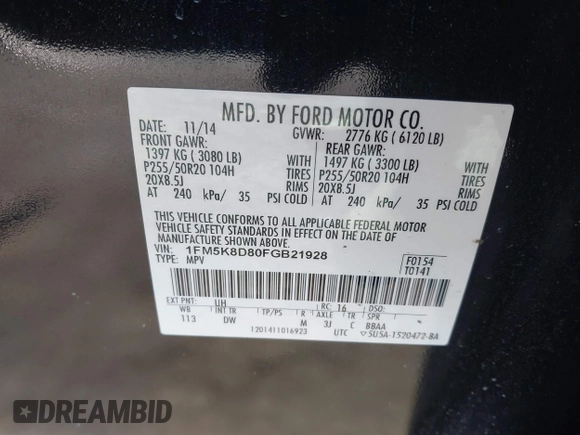 MFD. BY FORD MOTOR CO.
DATE: 11/14 GVWR: 2776 KG ( 6120 LB)
FRONT GAWR: REAR GAWR:
1397 KG ( 3080 LB) WITH 1497 KG ( 3300 LB) WITH
P255/50R20 104H TIRES P255/50R20 104H TIRES
20X8.5J RIMS 20X8.5J RIMS
AT 240 kPa/ 35 PSI COLD AT 240 kPa/ 35 PSI COLD
THIS VEHICLE CONFORMS TO ALL APPLICABLE FEDERAL MOTOR
VEHICLE SAFETY STANDARDS IN EFFECT ON THE DATE OF
MANUFACTURE SHOWN ABOVE.
VIN: 1FM5K8D80FGB21928 F0154
TYPE: MPV T0141
EXT PNT: UH RC: 16 DSO:
WB INT TR TP/PS R AXLE TR SPR
113 DW M 3J C BBAA
1201411016923 UTC ▽5U5A-1520472-BA
DREAMBID